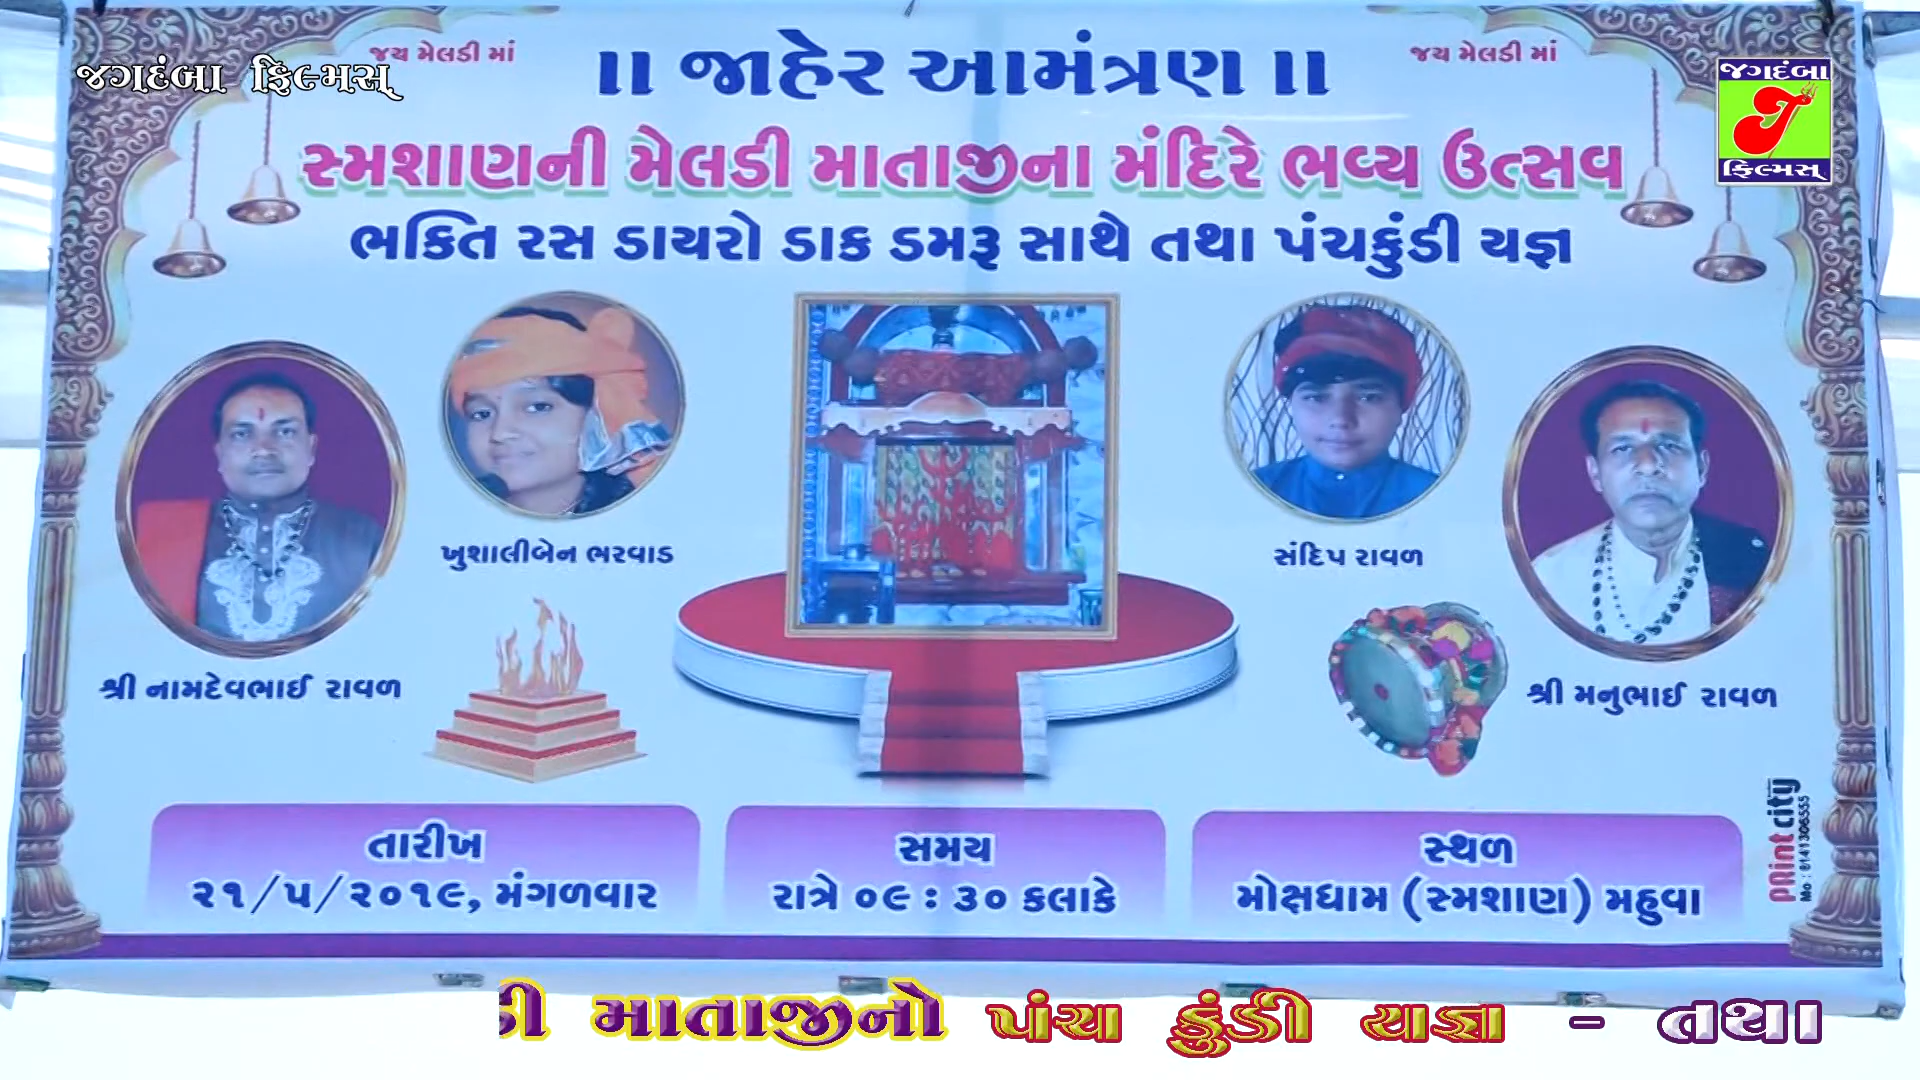 જગદંબા ફિલ્મસ્
જય મેલડી માં
જય મેલડી માં
જગદંબા
ફિલ્મસ્
।। જાહેર આમંત્રણ ।।
સ્મશાણની મેલડી માતાજીના મંદિરે ભવ્ય ઉત્સવ
ભકિત રસ ડાયરો ડાક ડમરૂ સાથે તથા પંચકુંડી યજ્ઞ
ખુશાલીબેન ભરવાડ
સંદિપ રાવળ
શ્રી નામદેવભાઈ રાવળ
શ્રી મનુભાઈ રાવળ
તારીખ
૨૧/૫/૨૦૧૯, મંગળવાર
સમય
રાત્રે ૦૯ : ૩૦ કલાકે
સ્થળ
મોક્ષધામ (સ્મશાણ) મહુવા
Print city
માતાજીનો પંચ કુંડી યજ્ઞ - તથા